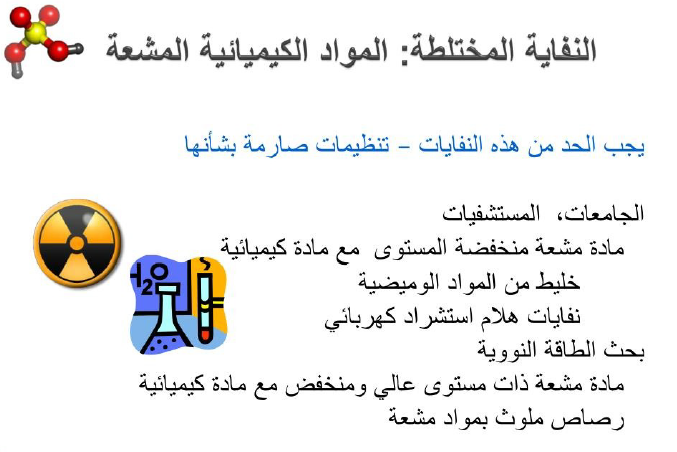 النفاية المختلطة: المواد الكيميائية المشعة
يجب الحد من هذه النفايات – تنظيمات صارمة بشأنها
الجامعات، المستشفيات
مادة مشعة منخفضة المستوى مع مادة كيميائية
خليط من المواد الوميضية
نفايات هلام استشراد كهربائي
بحث الطاقة النووية
مادة مشعة ذات مستوى عالي ومنخفض مع مادة كيميائية
رصاص ملوث بمواد مشعة
H₂O